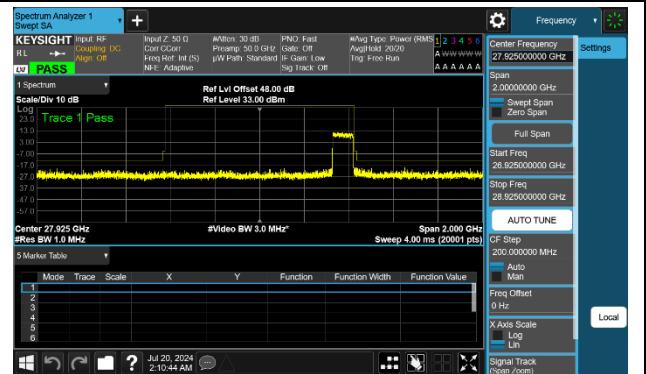 Spectrum Analyzer 1
Swept SA
Frequency
KEYSIGHT
RL
LXI
PASS
Input: RF
Coupling: DC
Align: Off
Input Z: 50 Ω
Corr CCorr
Freq Ref: Int (S)
NFE: Adaptive
#Atten: 30 dB
Preamp: 50.0 GHz
µW Path: Standard
PNO: Fast
Gate: Off
IF Gain: Low
Sig Track: Off
#Avg Type: Power (RMS
Avg|Hold: 20/20
Trig: Free Run
1 2 3 4 5 6
A W W W W W
A A A A A A
1 Spectrum
Scale/Div 10 dB
Ref Lvl Offset 48.00 dB
Ref Level 33.00 dBm
Log
Trace 1 Pass
23.0
13.0
3.00
-7.00
-17.0
-27.0
-37.0
-47.0
-57.0
Center 27.925 GHz
#Res BW 1.0 MHz
#Video BW 3.0 MHz*
Span 2.000 GHz
Sweep 4.00 ms (20001 pts)
5 Marker Table
Mode Trace Scale X Y Function Function Width Function Value
1
2
3
4
5
6
Jul 20, 2024
2:10:44 AM
Center Frequency
27.925000000 GHz
Span
2.00000000 GHz
Swept Span
Zero Span
Full Span
Start Freq
26.925000000 GHz
Stop Freq
28.925000000 GHz
AUTO TUNE
CF Step
200.000000 MHz
Auto
Man
Freq Offset
0 Hz
X Axis Scale
Log
Lin
Signal Track
(Span Zoom)
Settings
Local